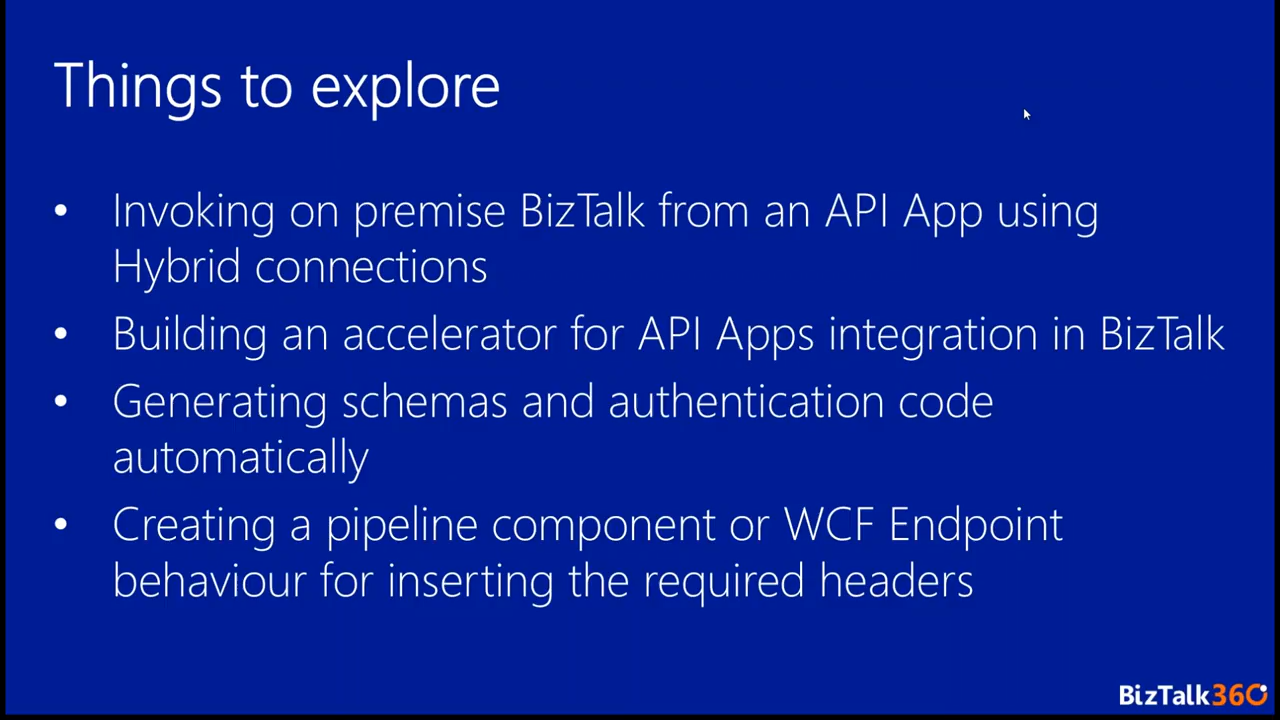 Things to explore
• Invoking on premise BizTalk from an API App using
Hybrid connections
• Building an accelerator for API Apps integration in BizTalk
• Generating schemas and authentication code
automatically
• Creating a pipeline component or WCF Endpoint
behaviour for inserting the required headers
BizTalk360